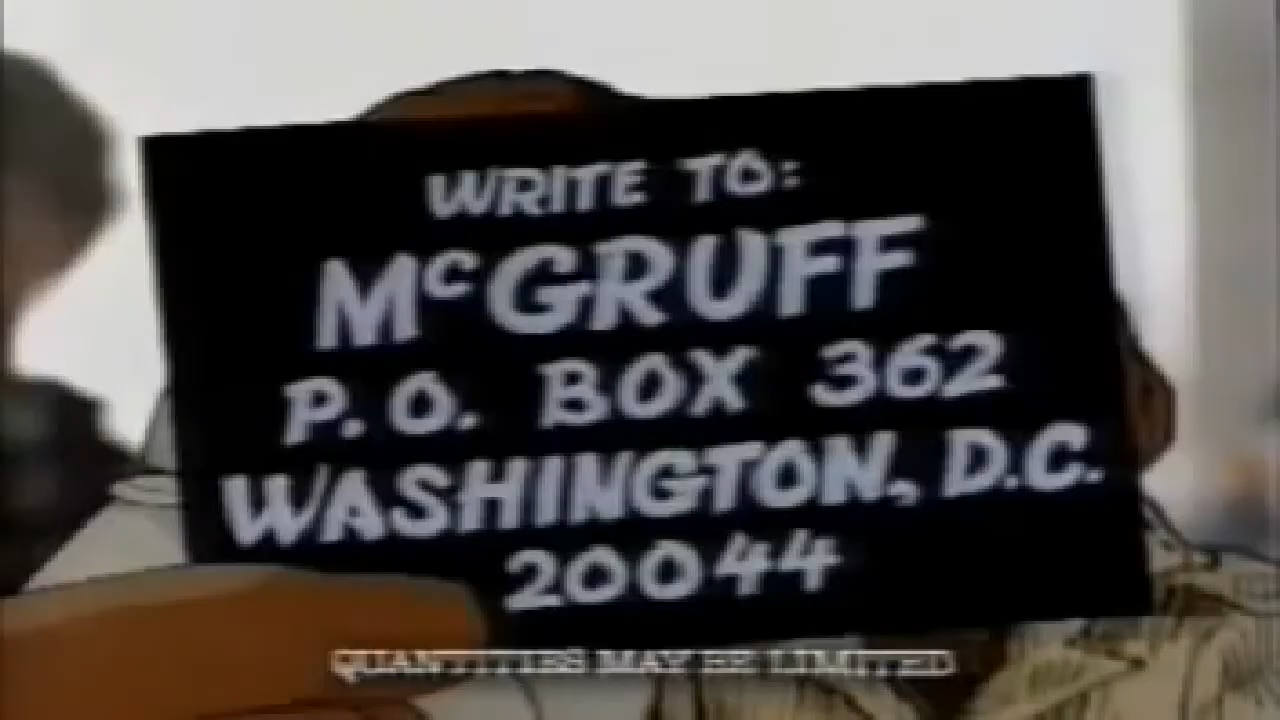 WRITE TO:
McGRUFF
P.O. BOX 362
WASHINGTON, D.C.
20044
QUANTITIES MAY BE LIMITED